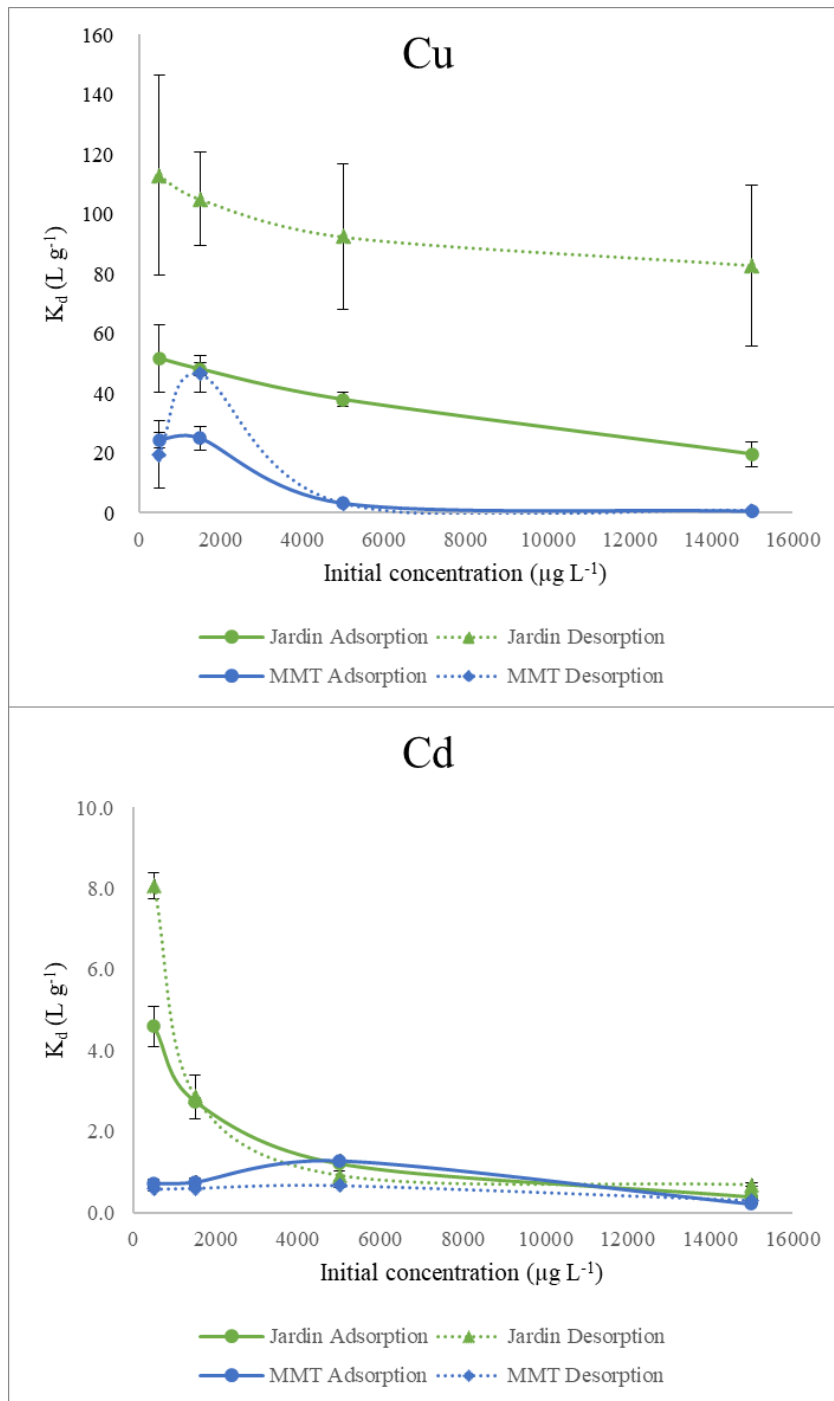 Cu
160
140
120
100
80
60
40
20
0
K_d (L g⁻¹)
0 2000 4000 6000 8000 10000 12000 14000 16000
Initial concentration (µg L⁻¹)
Jardin Adsorption Jardin Desorption
MMT Adsorption MMT Desorption
Cd
10.0
8.0
6.0
4.0
2.0
0.0
K_d (L g⁻¹)
0 2000 4000 6000 8000 10000 12000 14000 16000
Initial concentration (µg L⁻¹)
Jardin Adsorption Jardin Desorption
MMT Adsorption MMT Desorption